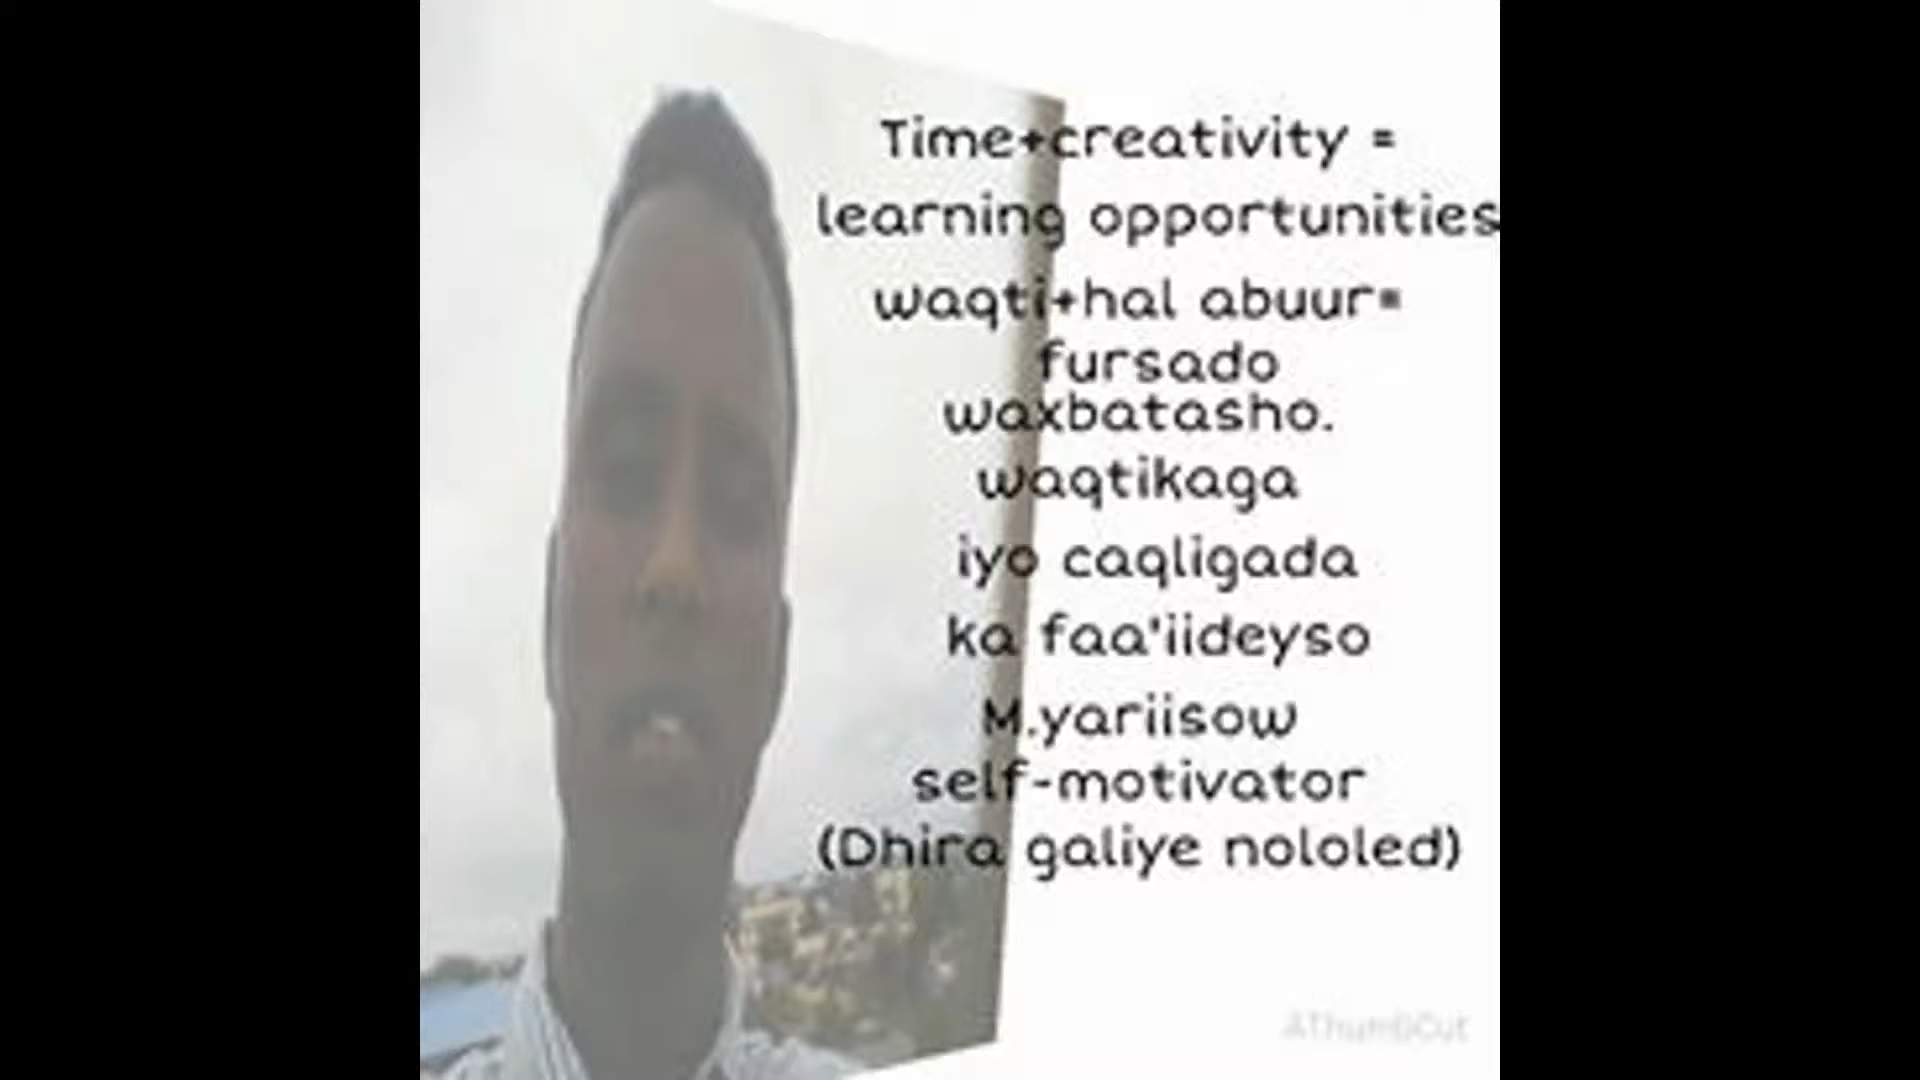 Time+creativity =
learning opportunities
waqti+hal abuur=
fursado
waxbatasho.
waqtikaga
iyo caqligada
ka faa'iideyso
M.yariisow
self-motivator
(Dhira galiye nololed)
AThumbCut